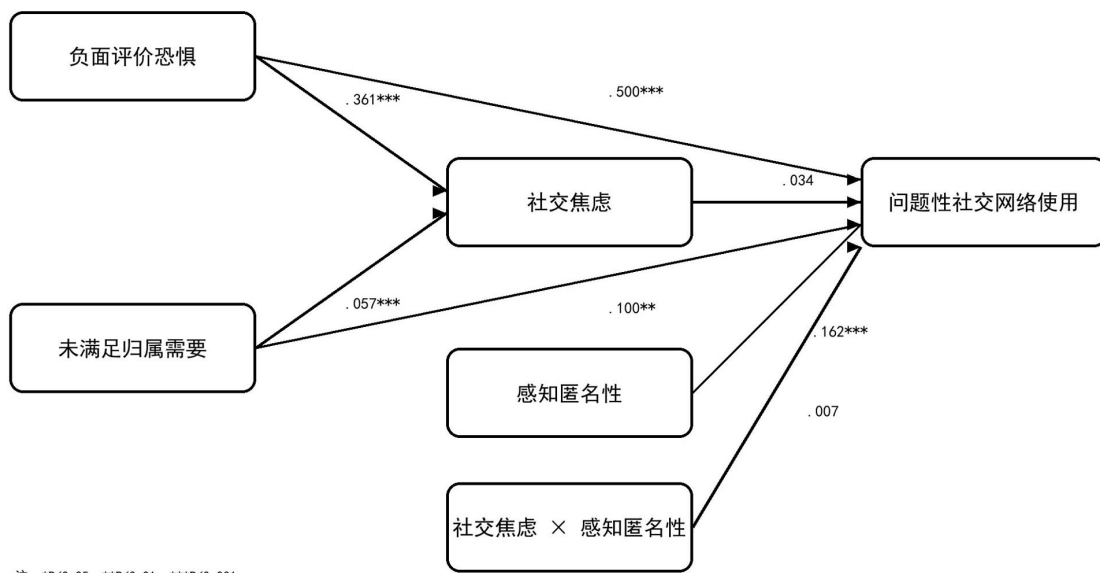 负面评价恐惧
.500***
.361***
社交焦虑
.034
问题性社交网络使用
未满足归属需要
.057***
.100**
.162***
感知匿名性
.007
社交焦虑 × 感知匿名性